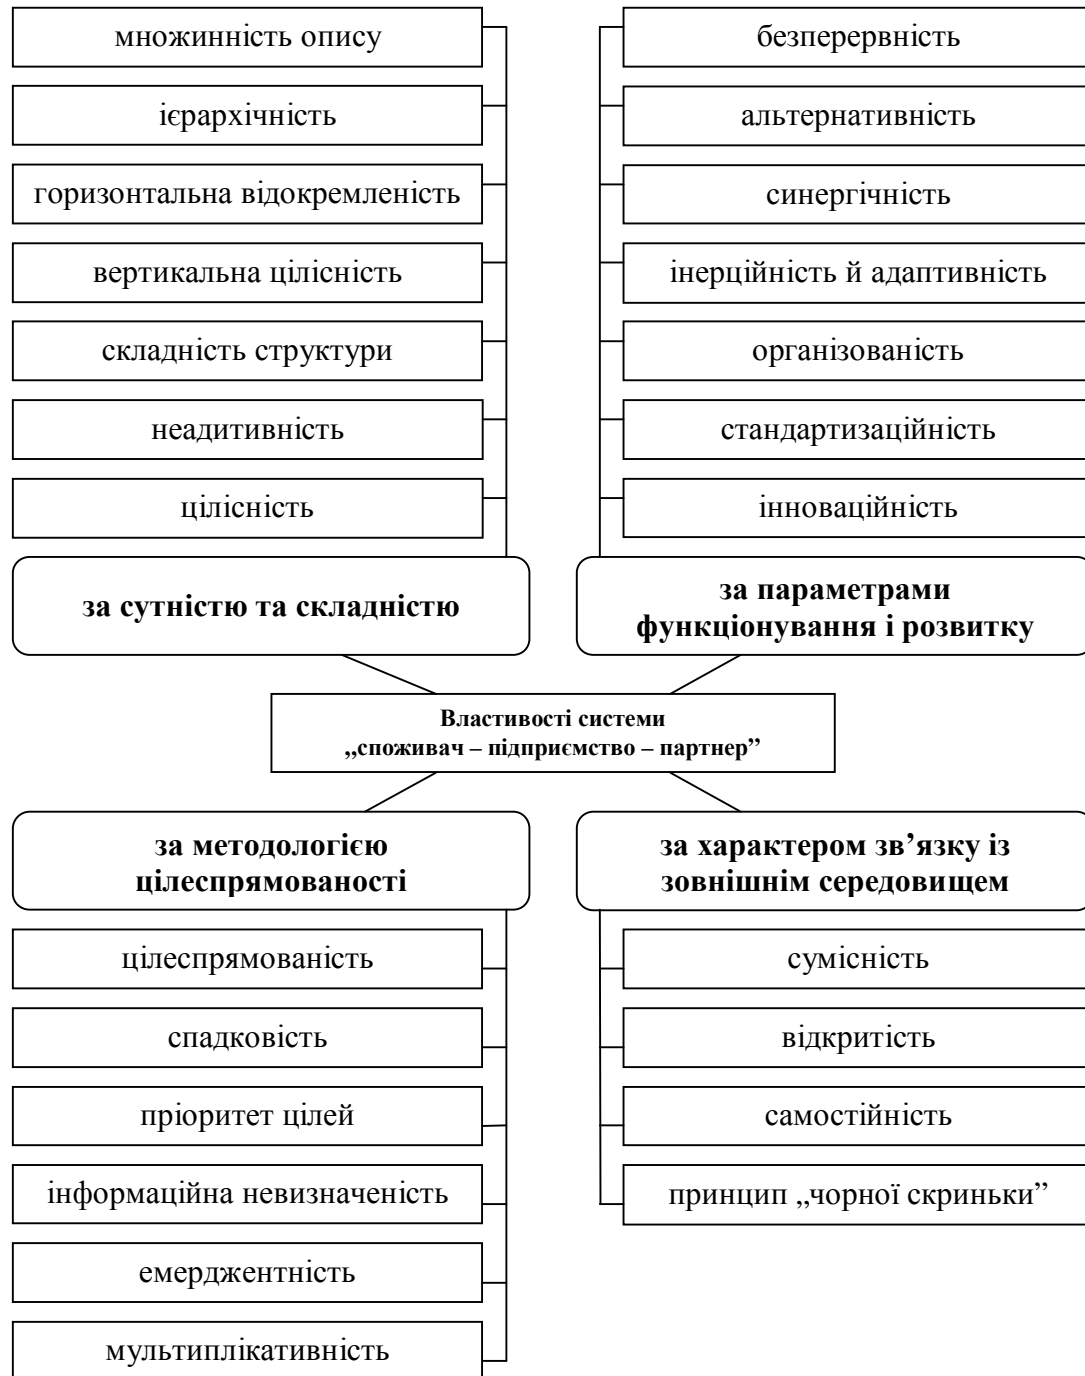 множинність опису
ієрархічність
горизонтальна відокремленість
вертикальна цілісність
складність структури
неадитивність
цілісність
за сутністю та складністю
безперервність
альтернативність
синергічність
інерційність й адаптивність
організованість
стандартизаційність
інноваційність
за параметрами
функціонування і розвитку
Властивості системи
„споживач – підприємство – партнер”
за методологією
цілеспрямованості
цілеспрямованість
спадковість
пріоритет цілей
інформаційна невизначеність
емерджентність
мультиплікативність
за характером зв’язку із
зовнішнім середовищем
сумісність
відкритість
самостійність
принцип „чорної скриньки”